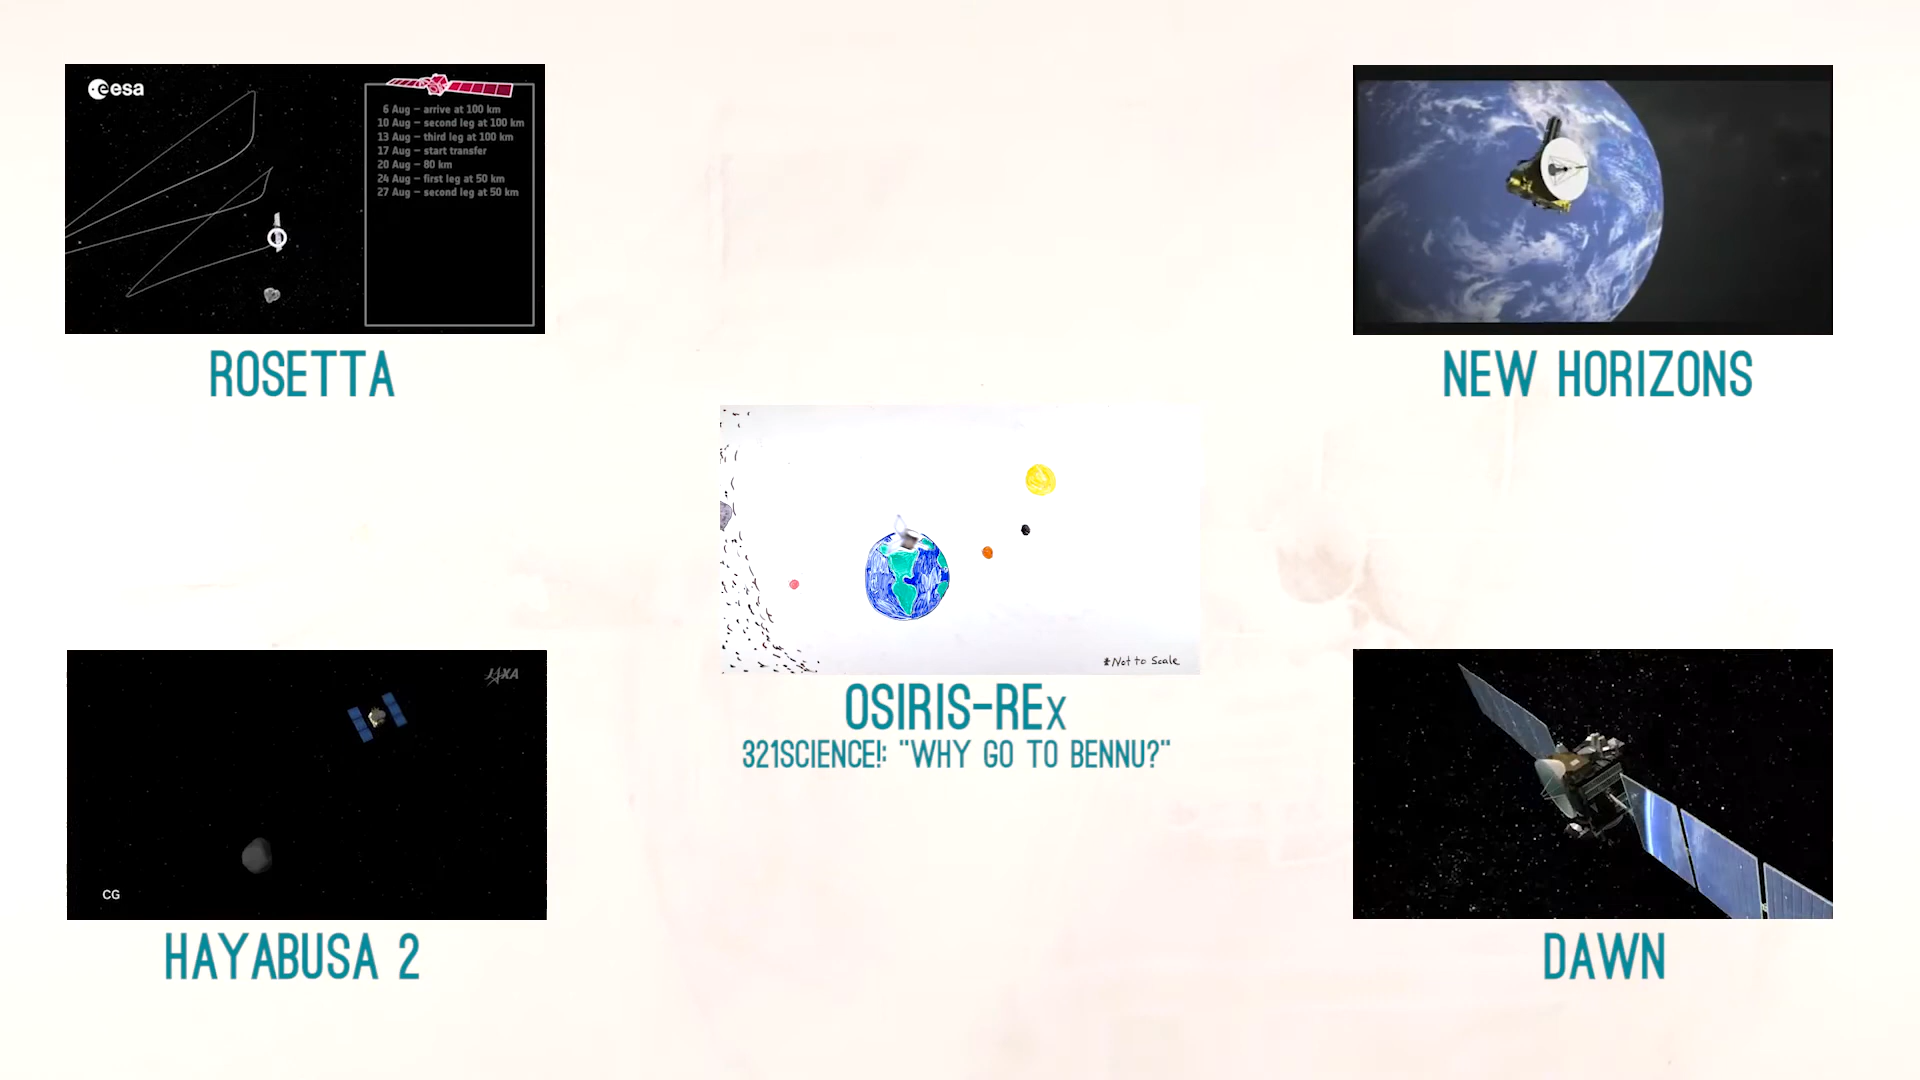 esa
6 Aug – arrive at 100 km
10 Aug – second leg at 100 km
13 Aug – third leg at 100 km
17 Aug – start transfer
20 Aug – 80 km
24 Aug – first leg at 50 km
27 Aug – second leg at 50 km
ROSETTA
NEW HORIZONS
*Not to Scale
OSIRIS-REx
321SCIENCE!: "WHY GO TO BENNU?"
JAXA
CG
HAYABUSA 2
DAWN